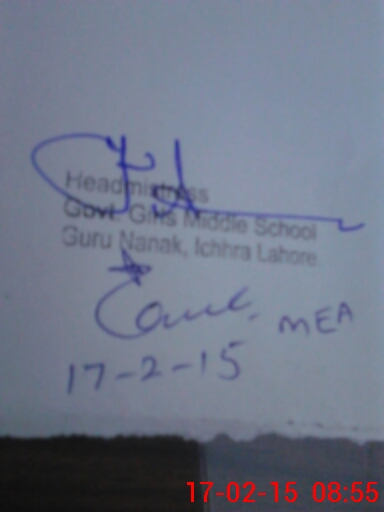 Headmistress
Govt. Girls Middle School
Guru Nanak, Ichhra Lahore
MEA
17-2-15
17-02-15 08:55